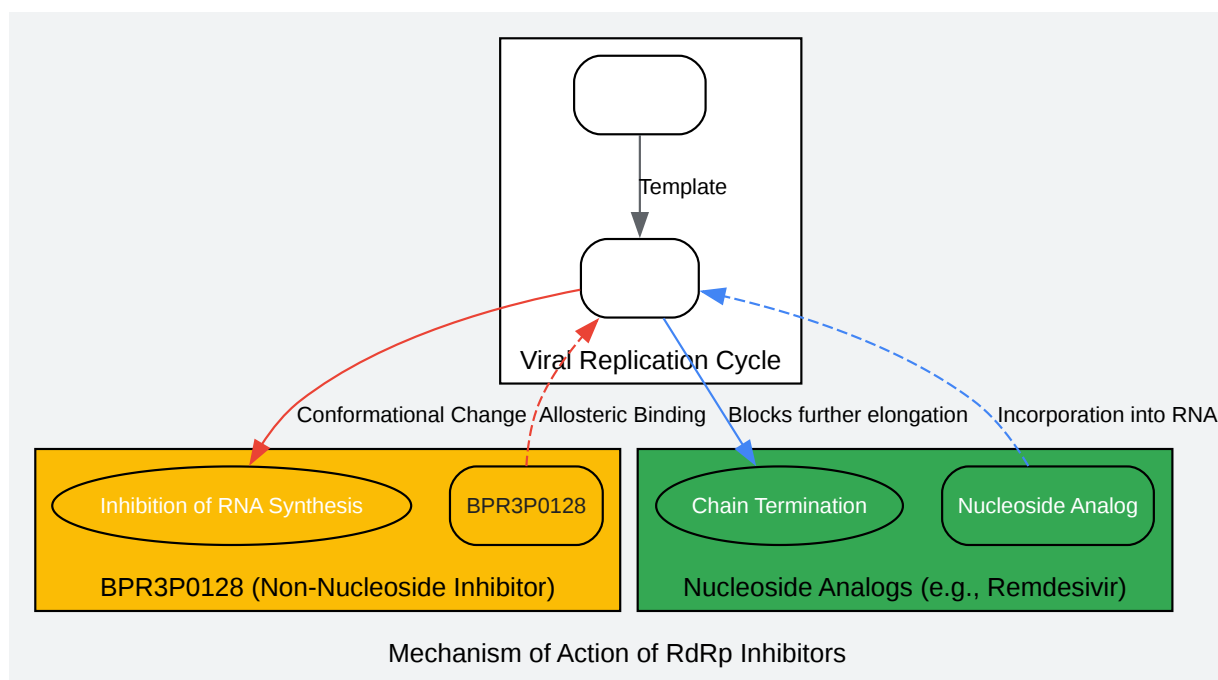 Template
Viral Replication Cycle
Conformational Change
Allosteric Binding
Blocks further elongation
Incorporation into RNA
Inhibition of RNA Synthesis
BPR3P0128
Chain Termination
Nucleoside Analog
BPR3P0128 (Non-Nucleoside Inhibitor)
Nucleoside Analogs (e.g., Remdesivir)
Mechanism of Action of RdRp Inhibitors